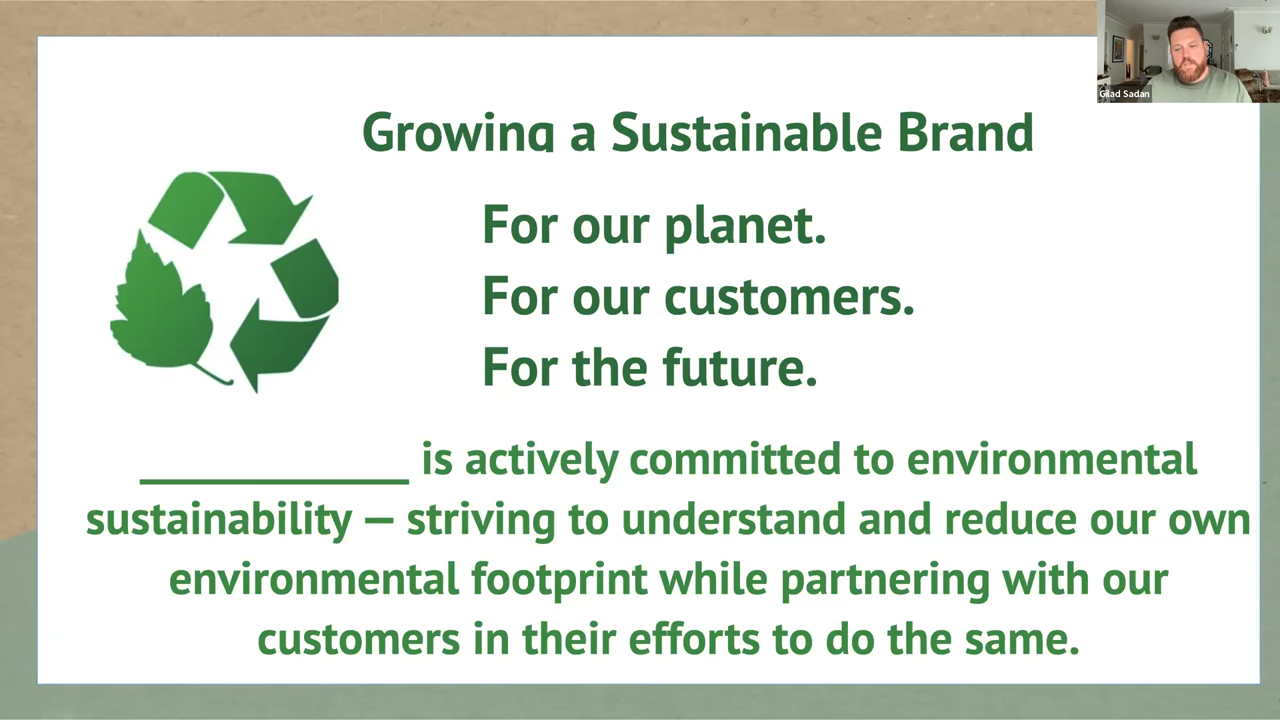 Gilad Sadan
Growing a Sustainable Brand
For our planet.
For our customers.
For the future.
______________ is actively committed to environmental
sustainability — striving to understand and reduce our own
environmental footprint while partnering with our
customers in their efforts to do the same.